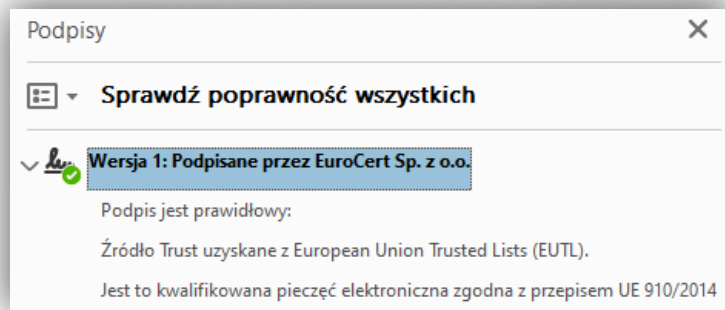 Podpisy
Sprawdź poprawność wszystkich
Wersja 1: Podpisane przez EuroCert Sp. z o.o.
Podpis jest prawidłowy:
Źródło Trust uzyskane z European Union Trusted Lists (EUTL).
Jest to kwalifikowana pieczęć elektroniczna zgodna z przepisem UE 910/2014